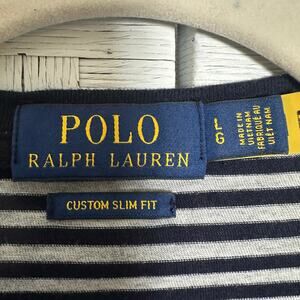 POLO
RALPH LAUREN
CUSTOM SLIM FIT
L
G
MADE IN
VIETNAM
FABRIQUÉ AU
VIÊT NAM